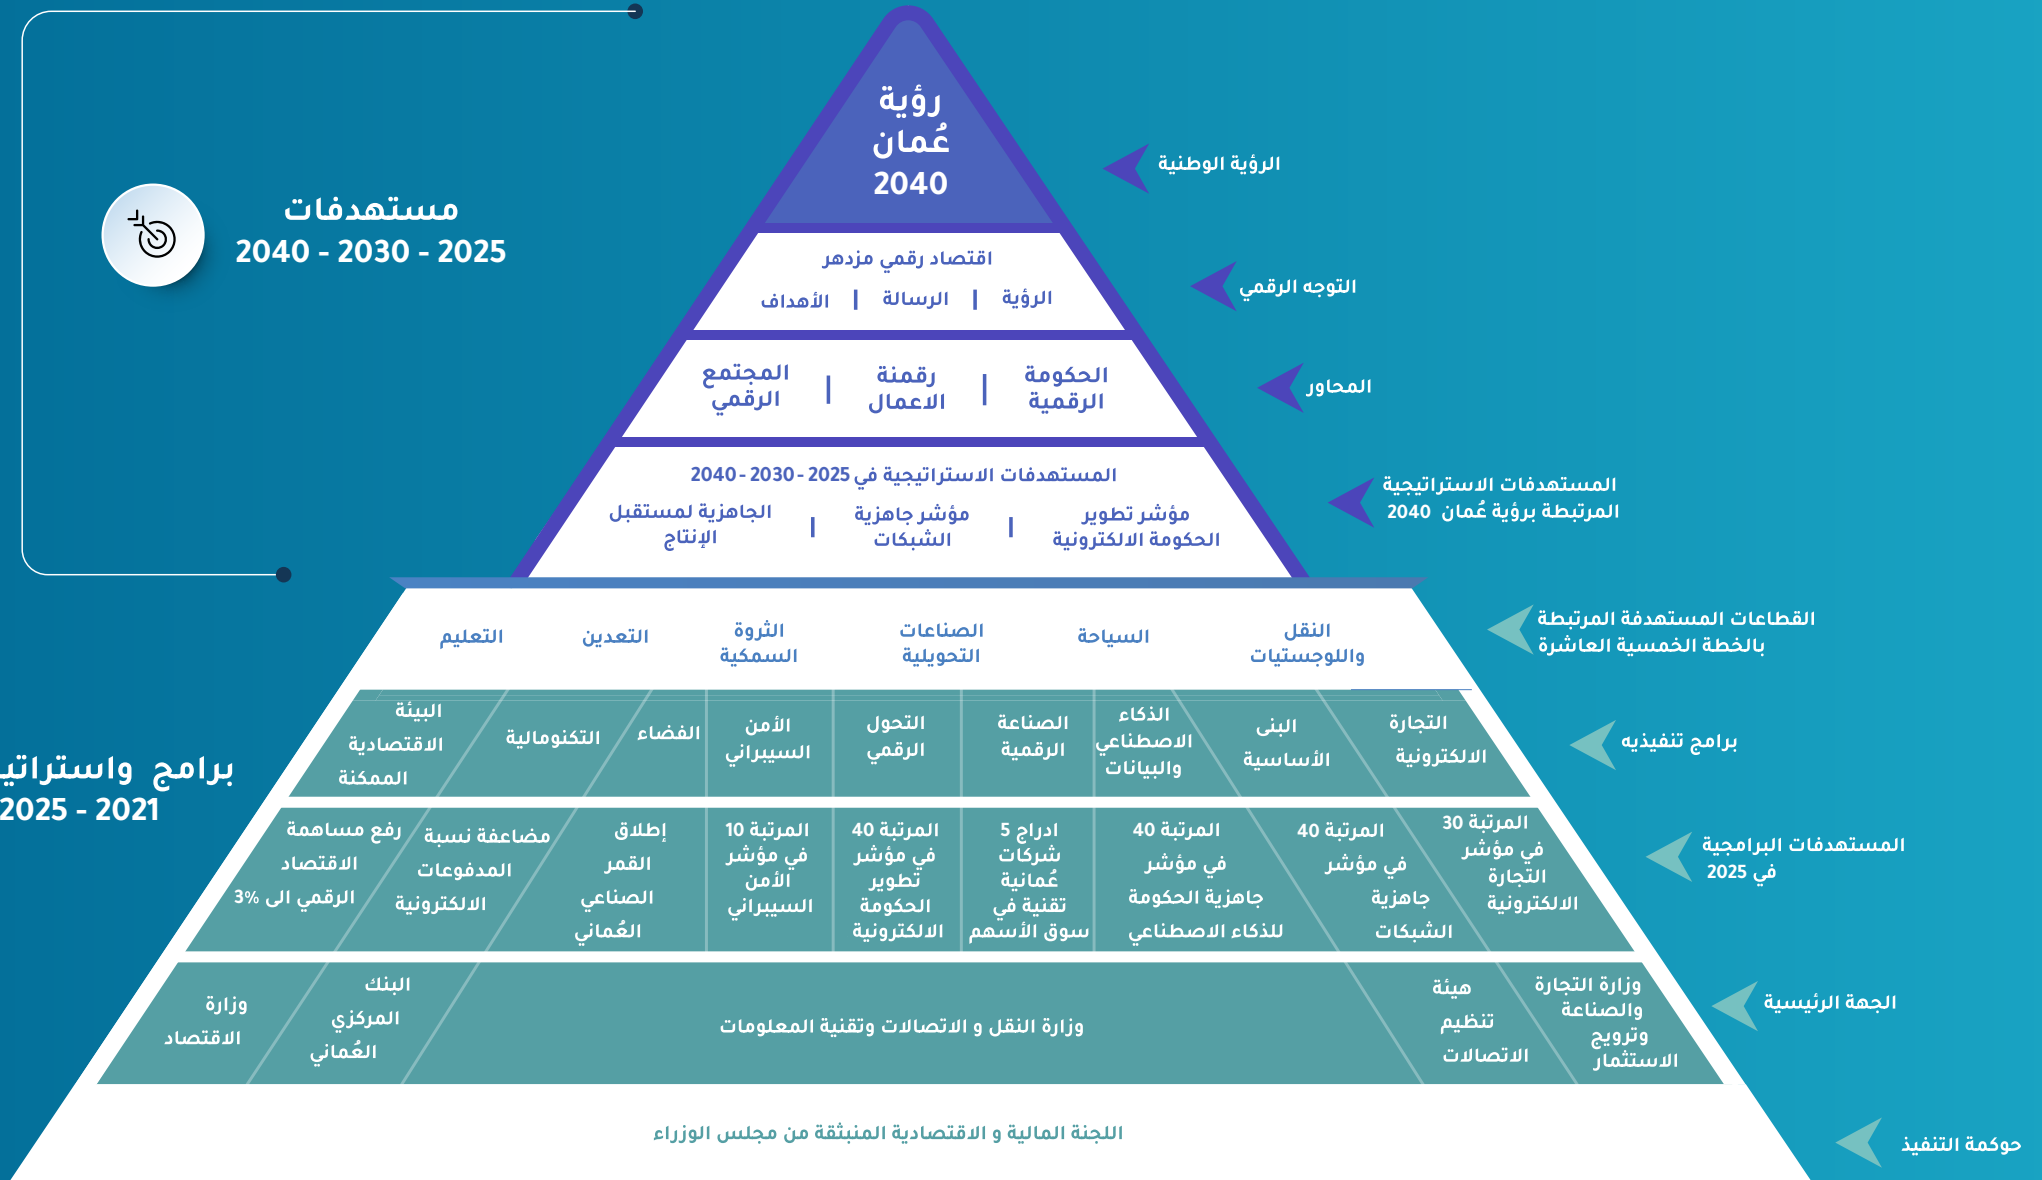 رؤية
عُمان
2040
الرؤية الوطنية
مستهدفات
2025 - 2030 - 2040
اقتصاد رقمي مزدهر
الرؤية | الرسالة | الأهداف
التوجه الرقمي
الحكومة
الرقمية
|
رقمنة
الاعمال
|
المجتمع
الرقمي
المحاور
المستهدفات الاستراتيجية في 2025 - 2030 - 2040
مؤشر تطوير
الحكومة الالكترونية
|
مؤشر جاهزية
الشبكات
|
الجاهزية لمستقبل
الإنتاج
المستهدفات الاستراتيجية
المرتبطة برؤية عُمان 2040
النقل
واللوجستيات
السياحة
الصناعات
التحويلية
الثروة
السمكية
التعدين
التعليم
القطاعات المستهدفة المرتبطة
بالخطة الخمسية العاشرة
التجارة
الالكترونية
البنى
الأساسية
الذكاء
الاصطناعي
والبيانات
الصناعة
الرقمية
التحول
الرقمي
الأمن
السيبراني
الفضاء
التكنومالية
البيئة
الاقتصادية
الممكنة
برامج تنفيذيه
برامج
2021 - 2025
المرتبة 30
في مؤشر
التجارة
الالكترونية
المرتبة 40
في مؤشر
جاهزية
الشبكات
المرتبة 40
في مؤشر
جاهزية الحكومة
للذكاء الاصطناعي
ادراج 5
شركات
عُمانية
تقنية في
سوق الأسهم
المرتبة 40
في مؤشر
تطوير
الحكومة
الالكترونية
المرتبة 10
في مؤشر
الأمن
السيبراني
إطلاق
القمر
الصناعي
العُماني
مضاعفة نسبة
المدفوعات
الالكترونية
رفع مساهمة
الاقتصاد
الرقمي الى 3%
المستهدفات البرامجية
في 2025
وزارة التجارة
والصناعة
وترويج
الاستثمار
هيئة
تنظيم
الاتصالات
وزارة النقل و الاتصالات وتقنية المعلومات
البنك
المركزي
العُماني
وزارة
الاقتصاد
الجهة الرئيسية
اللجنة المالية و الاقتصادية المنبثقة من مجلس الوزراء
حوكمة التنفيذ